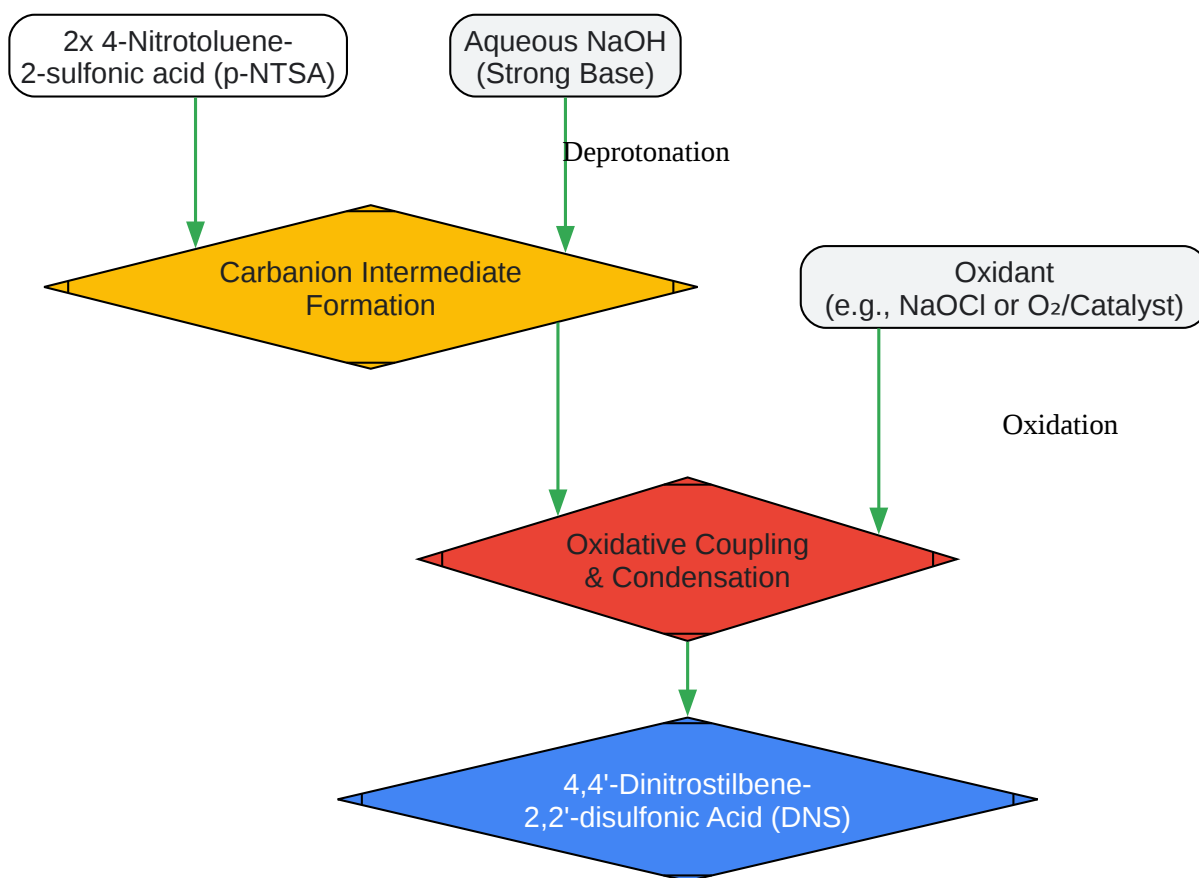 2x 4-Nitrotoluene-
2-sulfonic acid (p-NTSA)
Aqueous NaOH
(Strong Base)
Deprotonation
Carbanion Intermediate
Formation
Oxidant
(e.g., NaOCl or O₂/Catalyst)
Oxidation
Oxidative Coupling
& Condensation
4,4'-Dinitrostilbene-
2,2'-disulfonic Acid (DNS)